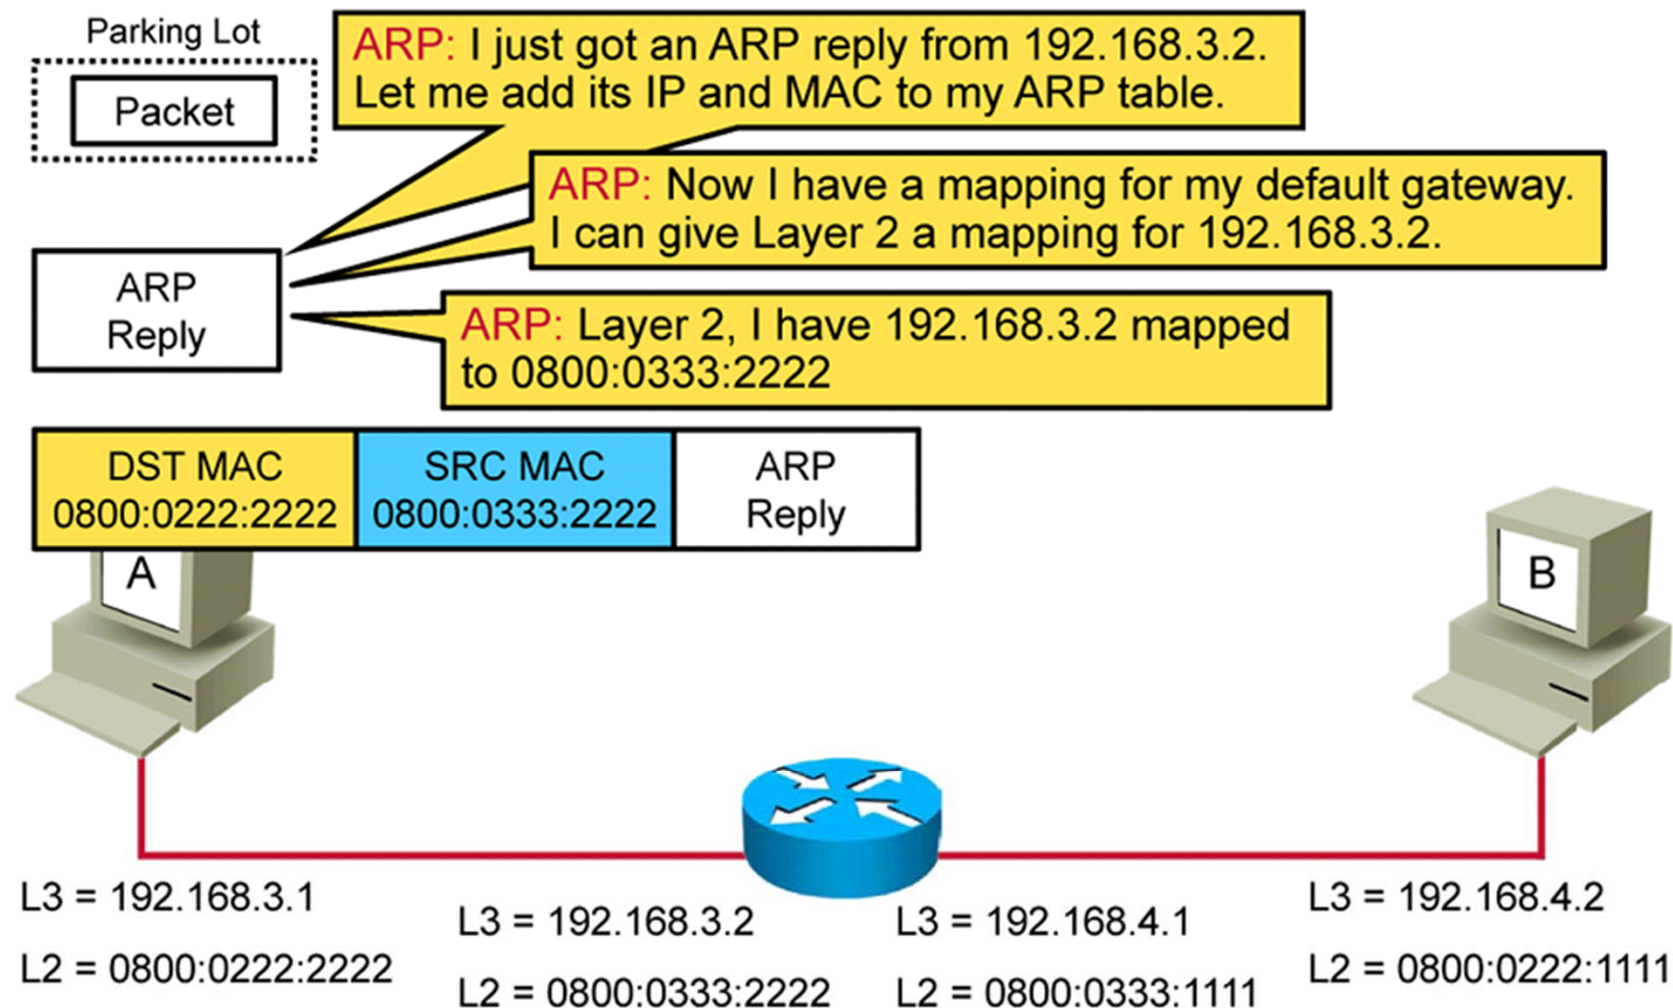 Parking Lot
Packet
ARP: I just got an ARP reply from 192.168.3.2.
Let me add its IP and MAC to my ARP table.
ARP: Now I have a mapping for my default gateway.
I can give Layer 2 a mapping for 192.168.3.2.
ARP
Reply
ARP: Layer 2, I have 192.168.3.2 mapped
to 0800:0333:2222
DST MAC
0800:0222:2222
SRC MAC
0800:0333:2222
ARP
Reply
A
B
L3 = 192.168.3.1
L2 = 0800:0222:2222
L3 = 192.168.3.2
L2 = 0800:0333:2222
L3 = 192.168.4.1
L2 = 0800:0333:1111
L3 = 192.168.4.2
L2 = 0800:0222:1111